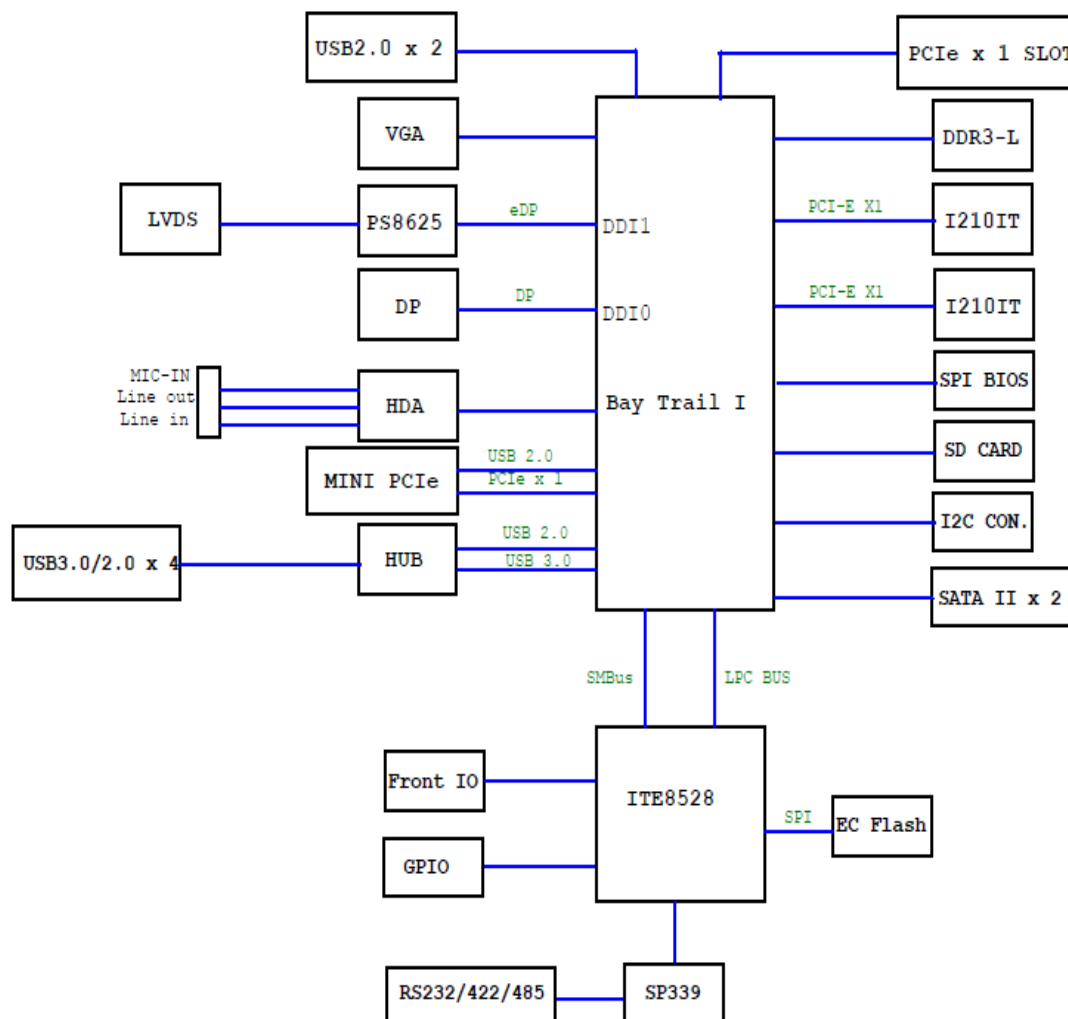 USB2.0 x 2
PCIe x 1 SLOT
VGA
DDR3-L
LVDS
PS8625
eDP
DDI1
PCI-E X1
I210IT
DP
DP
DDI0
PCI-E X1
I210IT
MIC-IN
Line out
Line in
HDA
Bay Trail I
SPI BIOS
MINI PCIe
USB 2.0
PCIe x 1
SD CARD
USB3.0/2.0 x 4
HUB
USB 2.0
USB 3.0
I2C CON.
SATA II x 2
SMBus
LPC BUS
Front IO
ITE8528
SPI
EC Flash
GPIO
RS232/422/485
SP339